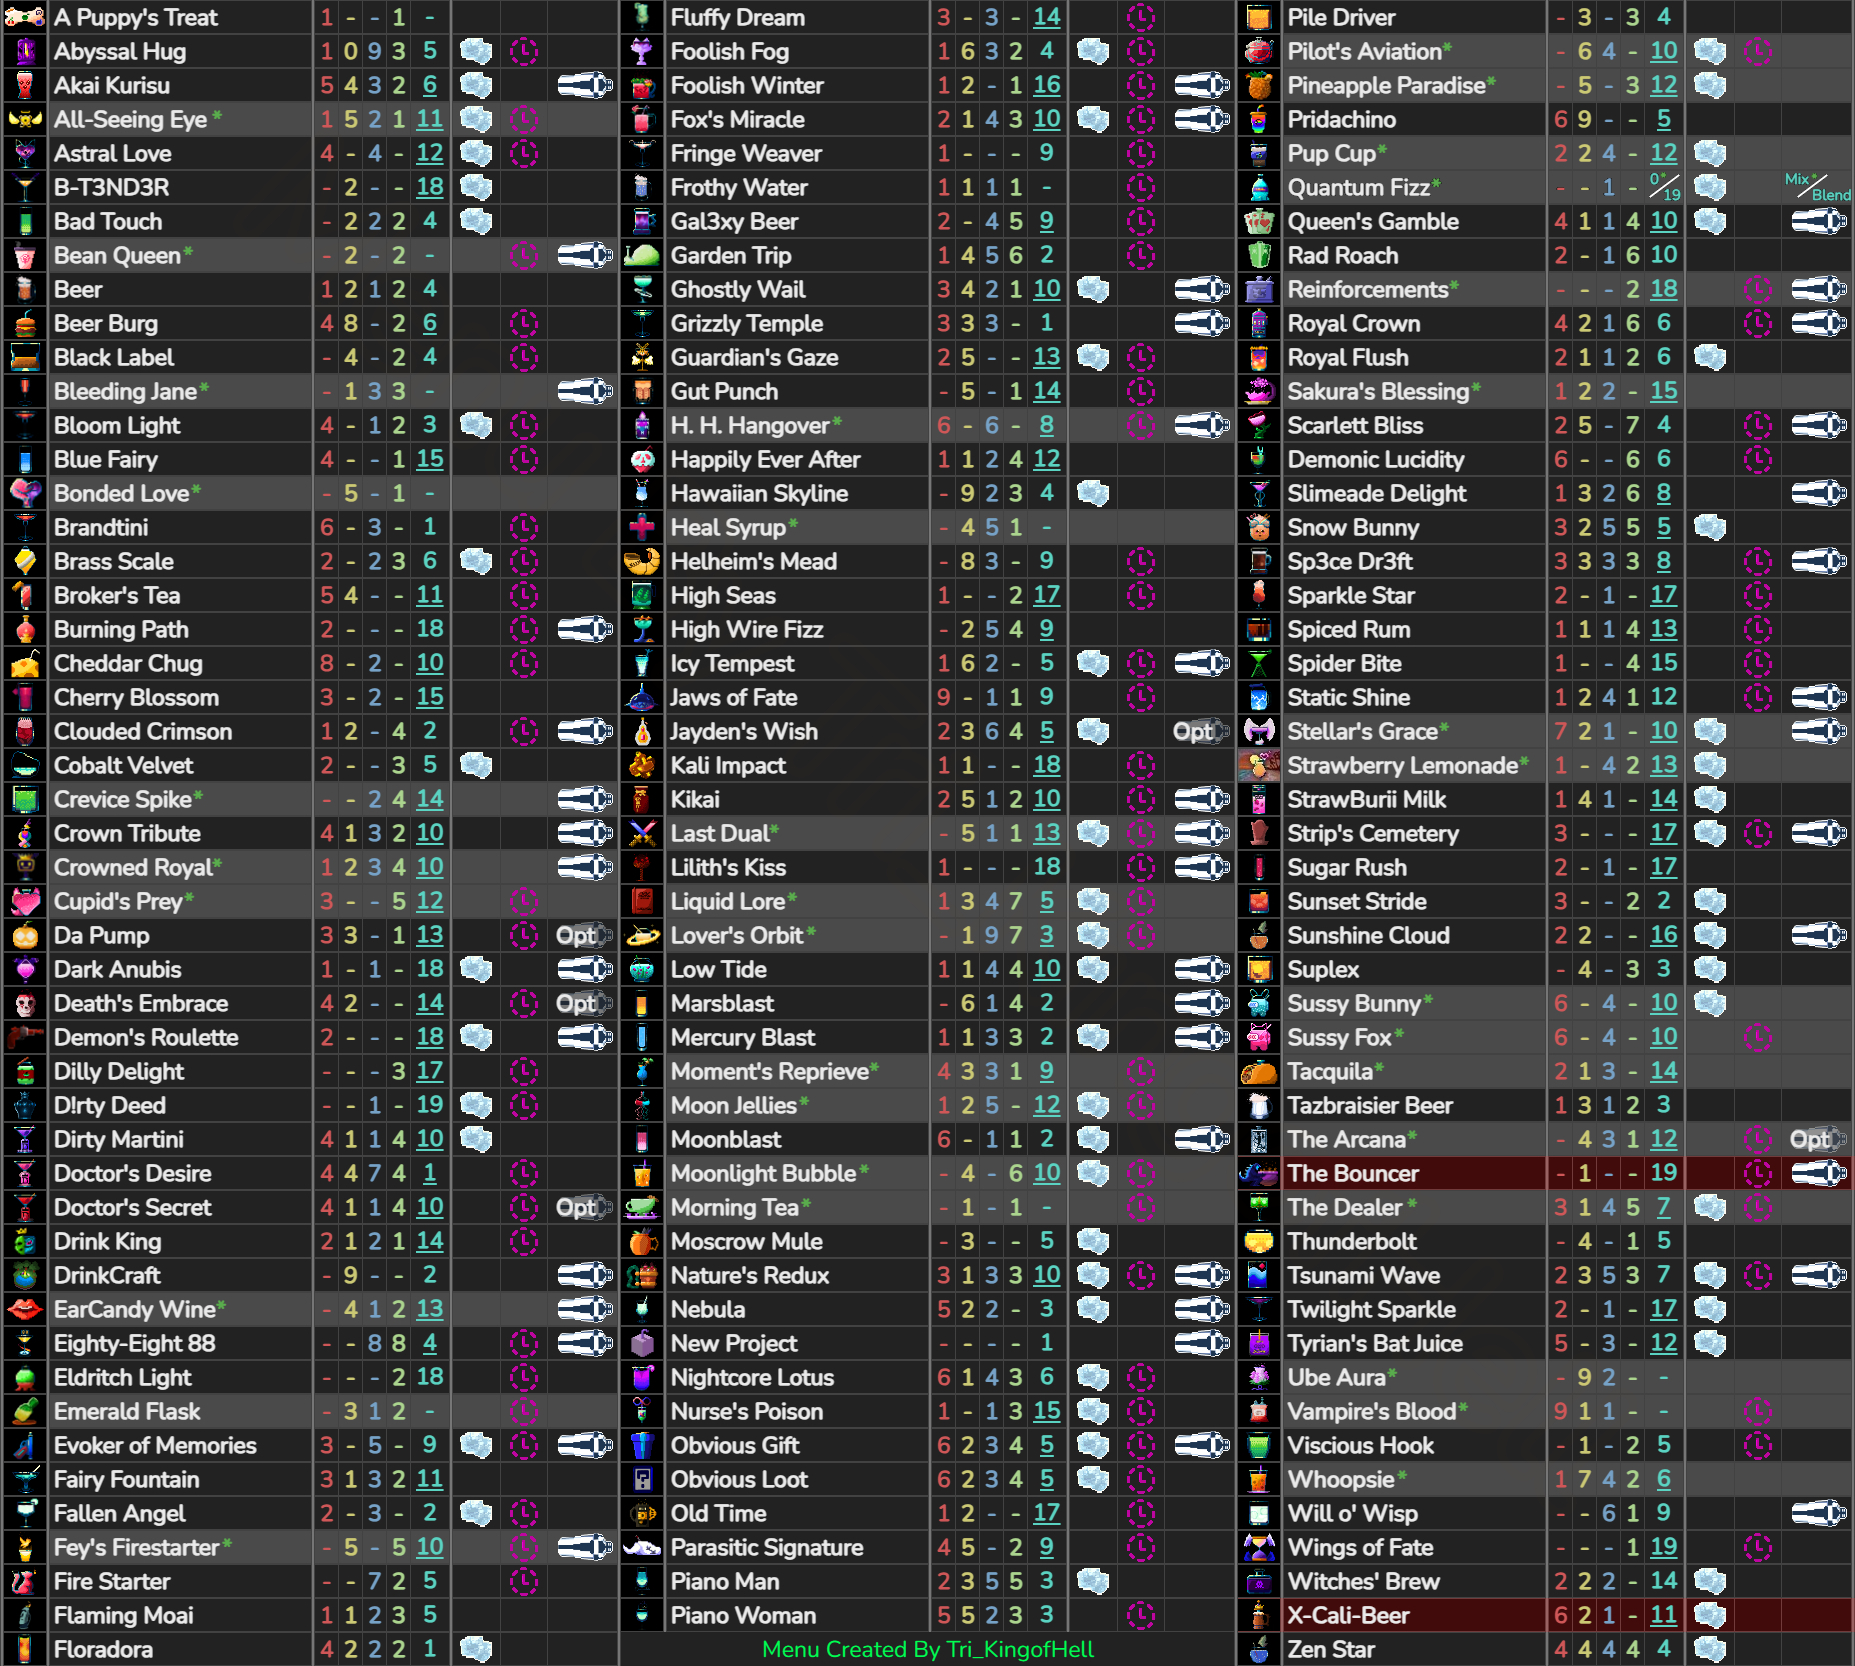 A Puppy's Treat 1 - - 1 -
Abyssal Hug 1 0 9 3 5
Akai Kurisu 5 4 3 2 6
All-Seeing Eye * 1 5 2 1 11
Astral Love 4 - 4 - 12
B-T3ND3R - 2 - - 18
Bad Touch - 2 2 2 4
Bean Queen* - 2 - 2 -
Beer 1 2 1 2 4
Beer Burg 4 8 - 2 6
Black Label - 4 - 2 4
Bleeding Jane* - 1 3 3 -
Bloom Light 4 - 1 2 3
Blue Fairy 4 - - 1 15
Bonded Love* - 5 - 1 -
Brandtini 6 - 3 - 1
Brass Scale 2 - 2 3 6
Broker's Tea 5 4 - - 11
Burning Path 2 - - - 18
Cheddar Chug 8 - 2 - 10
Cherry Blossom 3 - 2 - 15
Clouded Crimson 1 2 - 4 2
Cobalt Velvet 2 - - 3 5
Crevice Spike* - - 2 4 14
Crown Tribute 4 1 3 2 10
Crowned Royal* 1 2 3 4 10
Cupid's Prey* 3 - - 5 12
Da Pump 3 3 - 1 13 Opt
Dark Anubis 1 - 1 - 18
Death's Embrace 4 2 - - 14 Opt
Demon's Roulette 2 - - - 18
Dilly Delight - - - 3 17
D!rty Deed - - 1 - 19
Dirty Martini 4 1 1 4 10
Doctor's Desire 4 4 7 4 1
Doctor's Secret 4 1 1 4 10 Opt
Drink King 2 1 2 1 14
DrinkCraft - 9 - - 2
EarCandy Wine* - 4 1 2 13
Eighty-Eight 88 - - 8 8 4
Eldritch Light - - - 2 18
Emerald Flask - 3 1 2 -
Evoker of Memories 3 - 5 - 9
Fairy Fountain 3 1 3 2 11
Fallen Angel 2 - 3 - 2
Fey's Firestarter* - 5 - 5 10
Fire Starter - - 7 2 5
Flaming Moai 1 1 2 3 5
Floradora 4 2 2 2 1
Fluffy Dream 3 - 3 - 14
Foolish Fog 1 6 3 2 4
Foolish Winter 1 2 - 1 16
Fox's Miracle 2 1 4 3 10
Fringe Weaver 1 - - - 9
Frothy Water 1 1 1 1 -
Gal3xy Beer 2 - 4 5 9
Garden Trip 1 4 5 6 2
Ghostly Wail 3 4 2 1 10
Grizzly Temple 3 3 3 - 1
Guardian's Gaze 2 5 - - 13
Gut Punch - 5 - 1 14
H. H. Hangover* 6 - 6 - 8
Happily Ever After 1 1 2 4 12
Hawaiian Skyline - 9 2 3 4
Heal Syrup* - 4 5 1 -
Helheim's Mead - 8 3 - 9
High Seas 1 - - 2 17
High Wire Fizz - 2 5 4 9
Icy Tempest 1 6 2 - 5
Jaws of Fate 9 - 1 1 9
Jayden's Wish 2 3 6 4 5 Opt
Kali Impact 1 1 - - 18
Kikai 2 5 1 2 10
Last Dual* - 5 1 1 13
Lilith's Kiss 1 - - - 18
Liquid Lore* 1 3 4 7 5
Lover's Orbit* - 1 9 7 3
Low Tide 1 1 4 4 10
Marsblast - 6 1 4 2
Mercury Blast 1 1 3 3 2
Moment's Reprieve* 4 3 3 1 9
Moon Jellies* 1 2 5 - 12
Moonblast 6 - 1 1 2
Moonlight Bubble* - 4 - 6 10
Morning Tea* - 1 - 1 -
Moscrow Mule - 3 - - 5
Nature's Redux 3 1 3 3 10
Nebula 5 2 2 - 3
New Project - - - - 1
Nightcore Lotus 6 1 4 3 6
Nurse's Poison 1 - 1 3 15
Obvious Gift 6 2 3 4 5
Obvious Loot 6 2 3 4 5
Old Time 1 2 - - 17
Parasitic Signature 4 5 - 2 9
Piano Man 2 3 5 5 3
Piano Woman 5 5 2 3 3
Menu Created By Tri_KingofHell
Pile Driver - 3 - 3 4
Pilot's Aviation* - 6 4 - 10
Pineapple Paradise* - 5 - 3 12
Pridachino 6 9 - - 5
Pup Cup* 2 2 4 - 12
Quantum Fizz* - - 1 - 0*/19 Mix*/Blend
Queen's Gamble 4 1 1 4 10
Rad Roach 2 - 1 6 10
Reinforcements* - - - 2 18
Royal Crown 4 2 1 6 6
Royal Flush 2 1 1 2 6
Sakura's Blessing* 1 2 2 - 15
Scarlett Bliss 2 5 - 7 4
Demonic Lucidity 6 - - 6 6
Slimeade Delight 1 3 2 6 8
Snow Bunny 3 2 5 5 5
Sp3ce Dr3ft 3 3 3 3 8
Sparkle Star 2 - 1 - 17
Spiced Rum 1 1 1 4 13
Spider Bite 1 - - 4 15
Static Shine 1 2 4 1 12
Stellar's Grace* 7 2 1 - 10
Strawberry Lemonade* 1 - 4 2 13
StrawBurii Milk 1 4 1 - 14
Strip's Cemetery 3 - - - 17
Sugar Rush 2 - 1 - 17
Sunset Stride 3 - - 2 2
Sunshine Cloud 2 2 - - 16
Suplex - 4 - 3 3
Sussy Bunny* 6 - 4 - 10
Sussy Fox* 6 - 4 - 10
Tacquila* 2 1 3 - 14
Tazbraisier Beer 1 3 1 2 3
The Arcana* - 4 3 1 12 Opt
The Bouncer - 1 - - 19
The Dealer * 3 1 4 5 7
Thunderbolt - 4 - 1 5
Tsunami Wave 2 3 5 3 7
Twilight Sparkle 2 - 1 - 17
Tyrian's Bat Juice 5 - 3 - 12
Ube Aura* - 9 2 - -
Vampire's Blood* 9 1 1 - -
Viscious Hook - 1 - 2 5
Whoopsie* 1 7 4 2 6
Will o' Wisp - - 6 1 9
Wings of Fate - - - 1 19
Witches' Brew 2 2 2 - 14
X-Cali-Beer 6 2 1 - 11
Zen Star 4 4 4 4 4